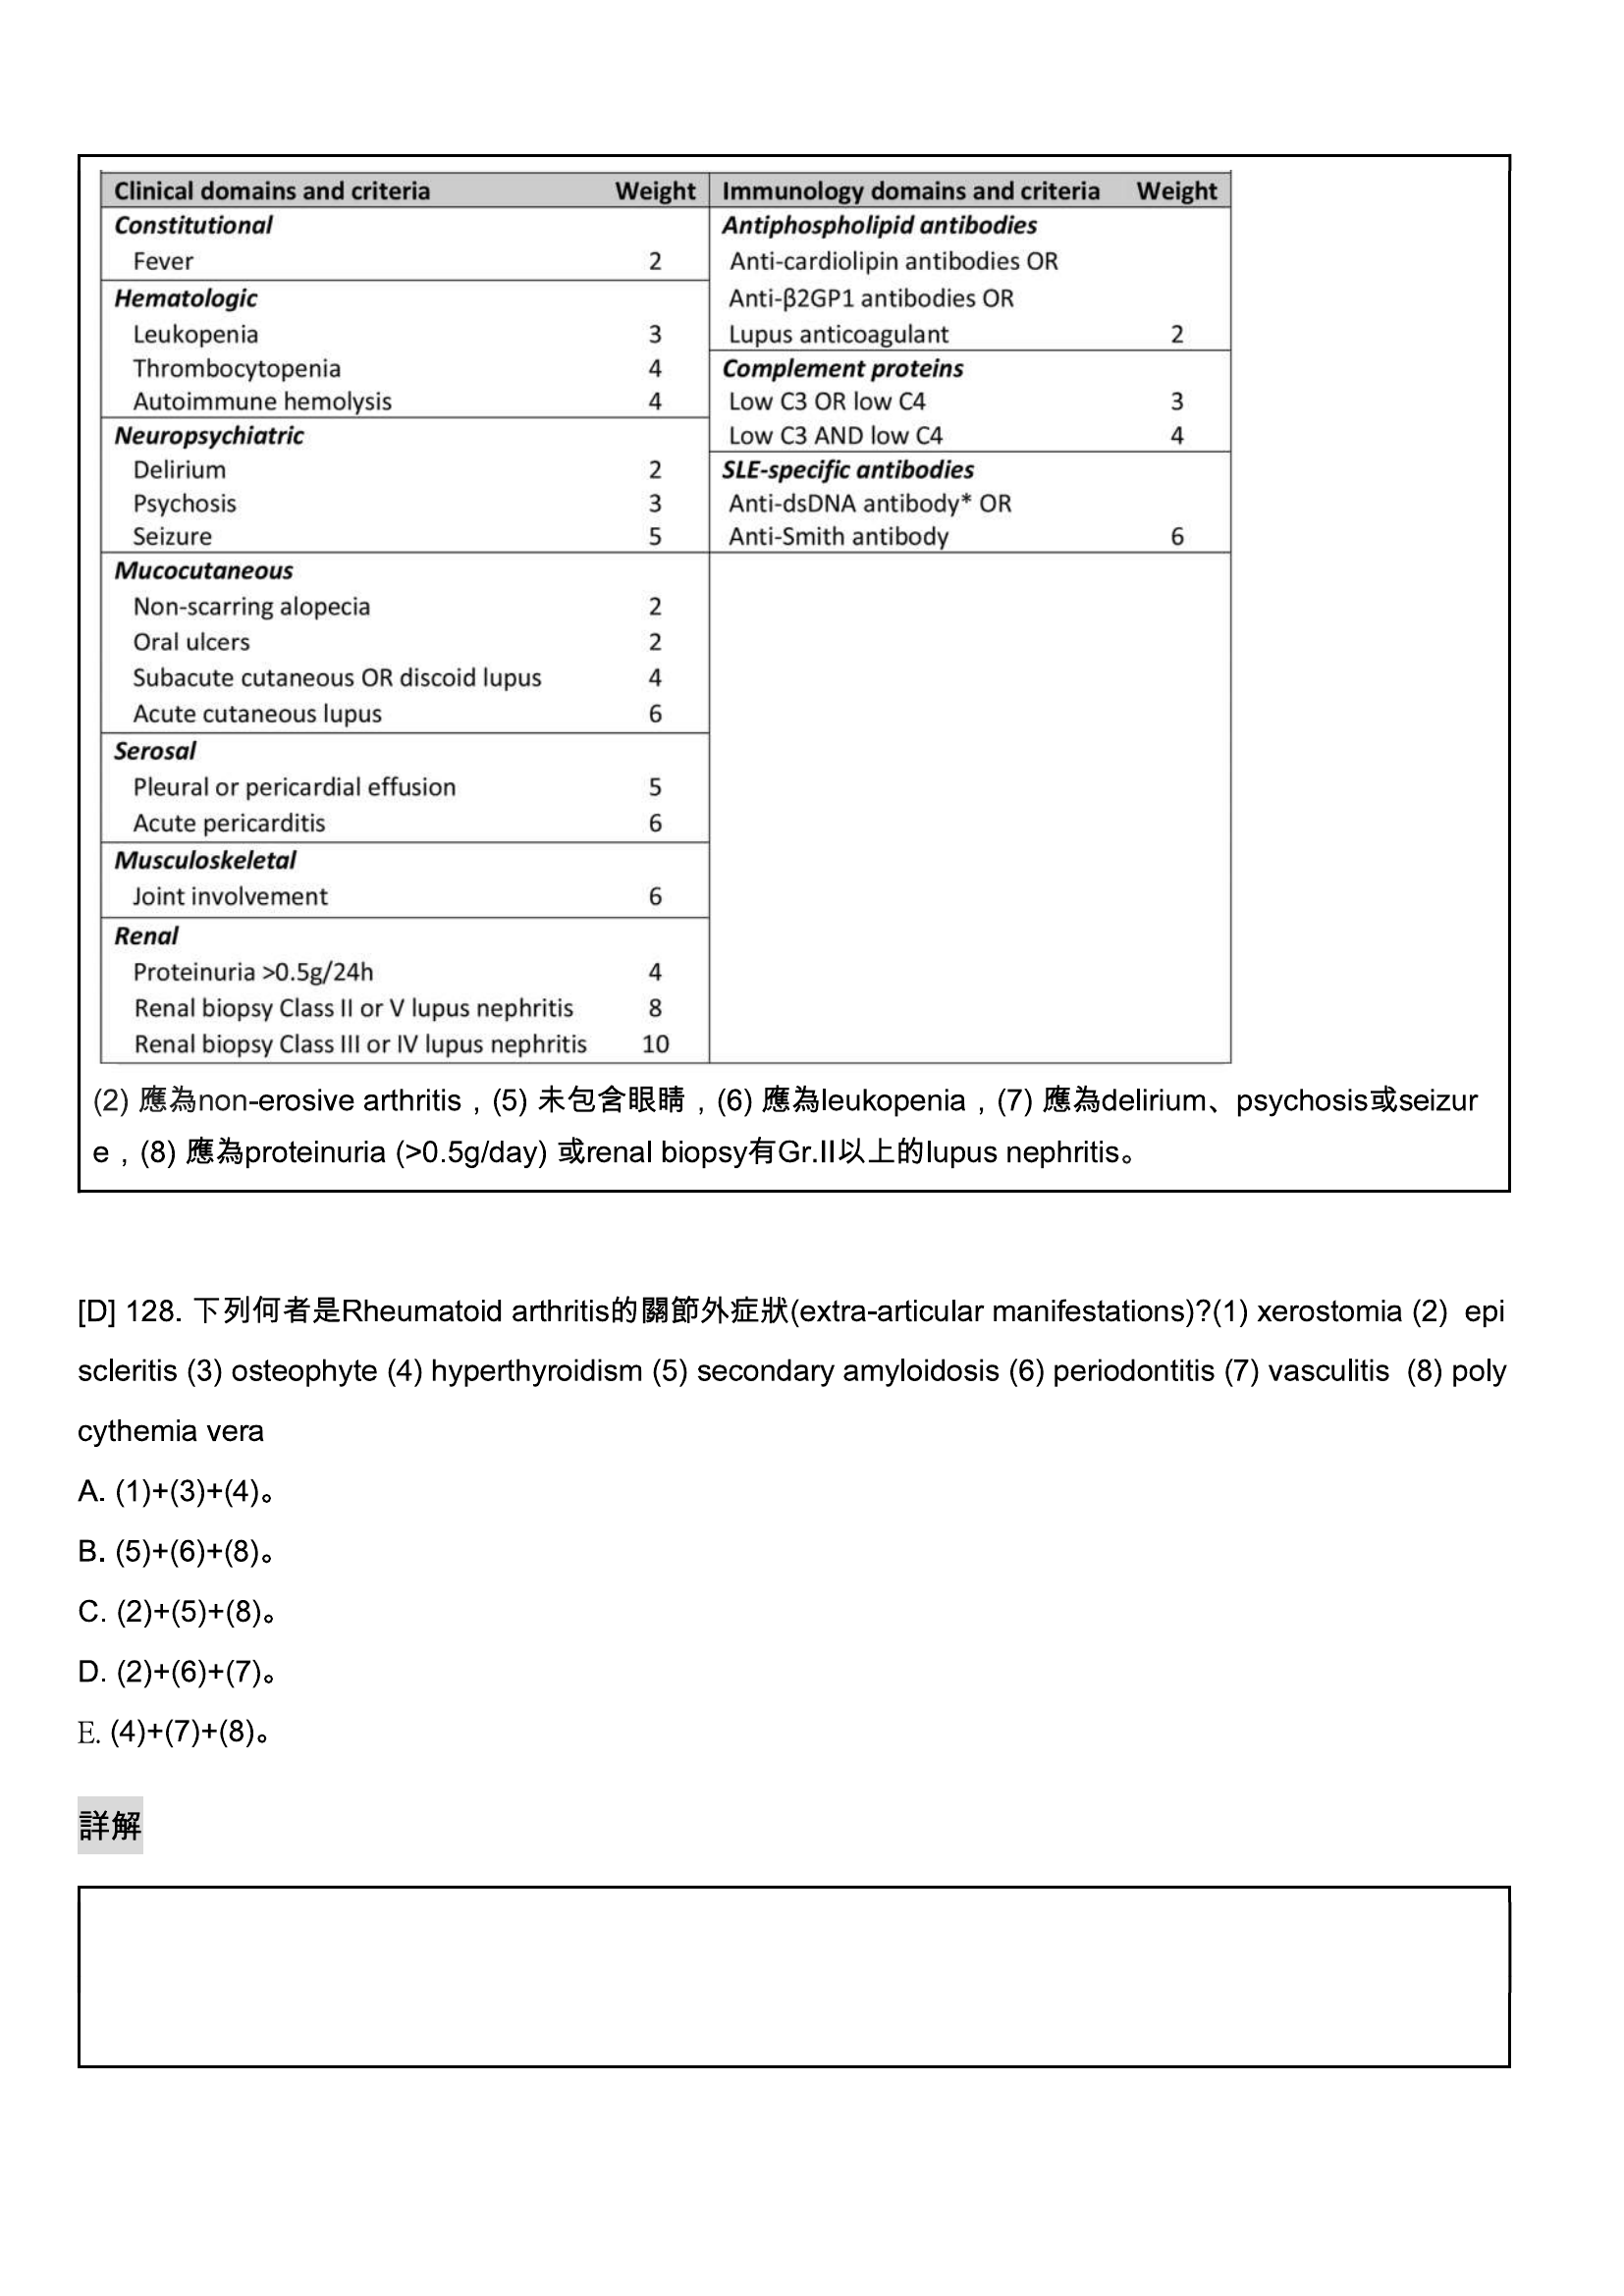 Clinical domains and criteria Weight Immunology domains and criteria Weight
Constitutional Antiphospholipid antibodies
Fever 2 Anti-cardiolipin antibodies OR
Hematologic Anti-β2GP1 antibodies OR
Leukopenia 3 Lupus anticoagulant 2
Thrombocytopenia 4 Complement proteins
Autoimmune hemolysis 4 Low C3 OR low C4 3
Neuropsychiatric Low C3 AND low C4 4
Delirium 2 SLE-specific antibodies
Psychosis 3 Anti-dsDNA antibody* OR
Seizure 5 Anti-Smith antibody 6
Mucocutaneous
Non-scarring alopecia 2
Oral ulcers 2
Subacute cutaneous OR discoid lupus 4
Acute cutaneous lupus 6
Serosal
Pleural or pericardial effusion 5
Acute pericarditis 6
Musculoskeletal
Joint involvement 6
Renal
Proteinuria >0.5g/24h 4
Renal biopsy Class II or V lupus nephritis 8
Renal biopsy Class III or IV lupus nephritis 10
(2) 應為non-erosive arthritis，(5) 未包含眼睛，(6) 應為leukopenia，(7) 應為delirium、psychosis或seizur
e，(8) 應為proteinuria (>0.5g/day) 或renal biopsy有Gr.II以上的lupus nephritis。
[D] 128. 下列何者是Rheumatoid arthritis的關節外症狀(extra-articular manifestations)?(1) xerostomia (2) epi
scleritis (3) osteophyte (4) hyperthyroidism (5) secondary amyloidosis (6) periodontitis (7) vasculitis (8) poly
cythemia vera
A. (1)+(3)+(4)。
B. (5)+(6)+(8)。
C. (2)+(5)+(8)。
D. (2)+(6)+(7)。
E. (4)+(7)+(8)。
詳解